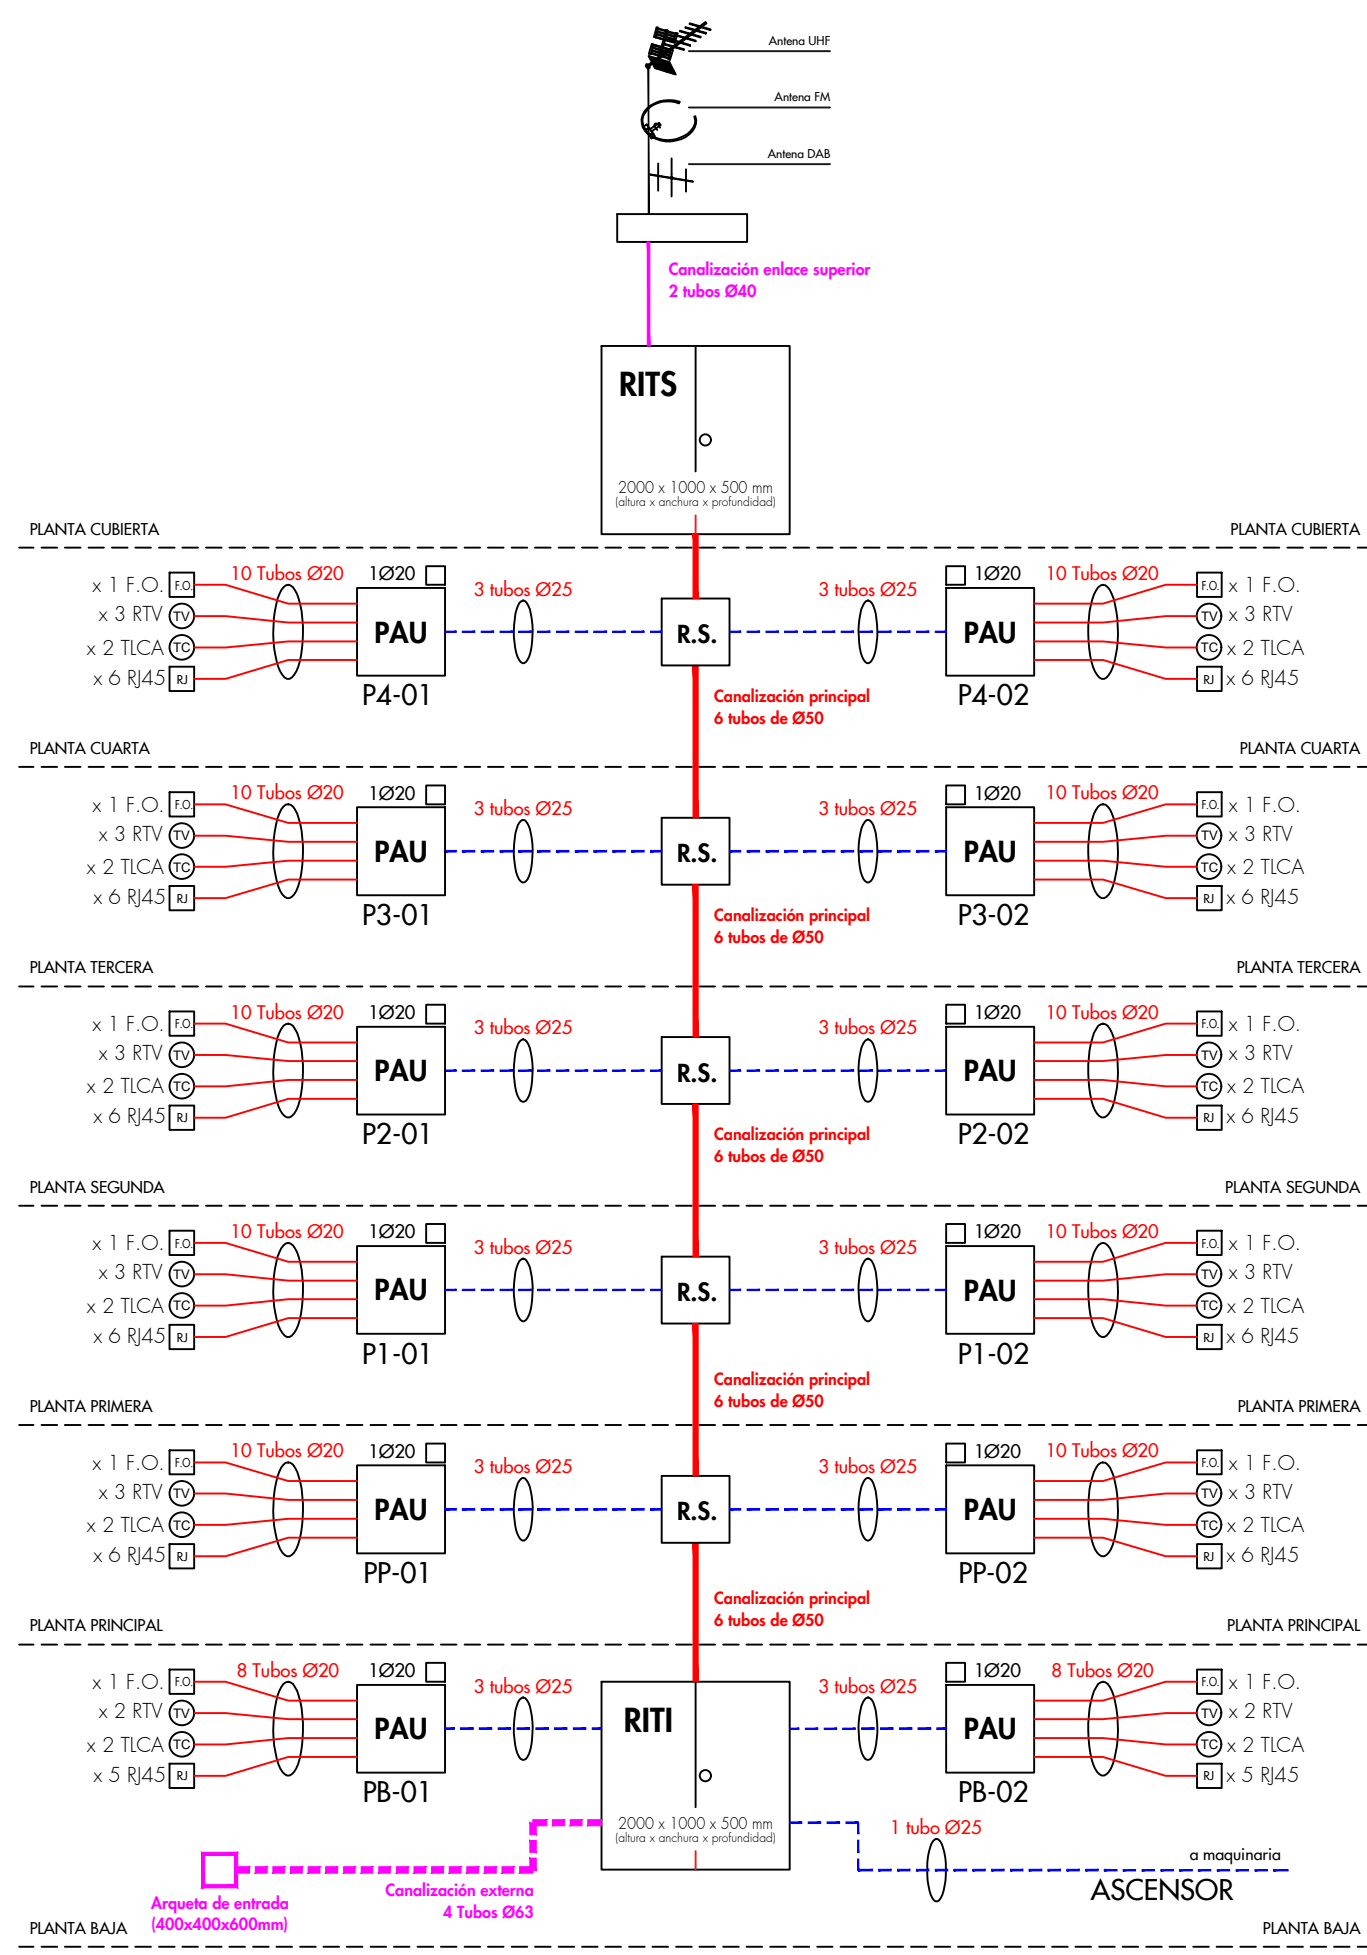 Antena UHF
Antena FM
Antena DAB
Canalización enlace superior
2 tubos Ø40
RITS
2000 x 1000 x 500 mm
(altura x anchura x profundidad)
PLANTA CUBIERTA
PLANTA CUBIERTA
x 1 F.O. F.O. 10 Tubos Ø20 1Ø20 3 tubos Ø25 3 tubos Ø25 1Ø20 10 Tubos Ø20 F.O. x 1 F.O.
x 3 RTV TV TV x 3 RTV
x 2 TLCA TC PAU R.S. PAU TC x 2 TLCA
x 6 RJ45 RJ RJ x 6 RJ45
P4-01 P4-02
Canalización principal
6 tubos de Ø50
PLANTA CUARTA
PLANTA CUARTA
x 1 F.O. F.O. 10 Tubos Ø20 1Ø20 3 tubos Ø25 3 tubos Ø25 1Ø20 10 Tubos Ø20 F.O. x 1 F.O.
x 3 RTV TV TV x 3 RTV
x 2 TLCA TC PAU R.S. PAU TC x 2 TLCA
x 6 RJ45 RJ RJ x 6 RJ45
P3-01 P3-02
Canalización principal
6 tubos de Ø50
PLANTA TERCERA
PLANTA TERCERA
x 1 F.O. F.O. 10 Tubos Ø20 1Ø20 3 tubos Ø25 3 tubos Ø25 1Ø20 10 Tubos Ø20 F.O. x 1 F.O.
x 3 RTV TV TV x 3 RTV
x 2 TLCA TC PAU R.S. PAU TC x 2 TLCA
x 6 RJ45 RJ RJ x 6 RJ45
P2-01 P2-02
Canalización principal
6 tubos de Ø50
PLANTA SEGUNDA
PLANTA SEGUNDA
x 1 F.O. F.O. 10 Tubos Ø20 1Ø20 3 tubos Ø25 3 tubos Ø25 1Ø20 10 Tubos Ø20 F.O. x 1 F.O.
x 3 RTV TV TV x 3 RTV
x 2 TLCA TC PAU R.S. PAU TC x 2 TLCA
x 6 RJ45 RJ RJ x 6 RJ45
P1-01 P1-02
Canalización principal
6 tubos de Ø50
PLANTA PRIMERA
PLANTA PRIMERA
x 1 F.O. F.O. 10 Tubos Ø20 1Ø20 3 tubos Ø25 3 tubos Ø25 1Ø20 10 Tubos Ø20 F.O. x 1 F.O.
x 3 RTV TV TV x 3 RTV
x 2 TLCA TC PAU R.S. PAU TC x 2 TLCA
x 6 RJ45 RJ RJ x 6 RJ45
PP-01 PP-02
Canalización principal
6 tubos de Ø50
PLANTA PRINCIPAL
PLANTA PRINCIPAL
x 1 F.O. F.O. 8 Tubos Ø20 1Ø20 3 tubos Ø25 3 tubos Ø25 1Ø20 8 Tubos Ø20 F.O. x 1 F.O.
x 2 RTV TV TV x 2 RTV
x 2 TLCA TC PAU RITI PAU TC x 2 TLCA
x 5 RJ45 RJ RJ x 5 RJ45
PB-01 PB-02
2000 x 1000 x 500 mm
(altura x anchura x profundidad)
1 tubo Ø25
a maquinaria
ASCENSOR
Canalización externa
4 Tubos Ø63
Arqueta de entrada
(400x400x600mm)
PLANTA BAJA
PLANTA BAJA